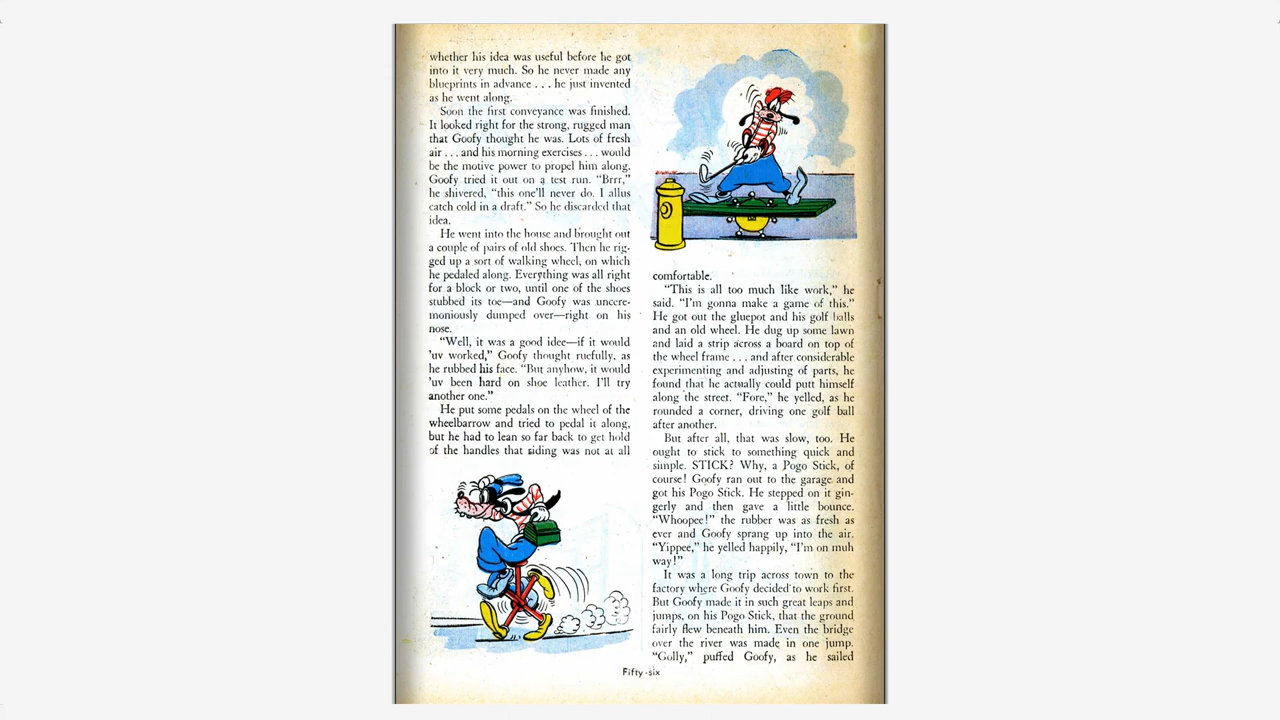 whether his idea was useful before he got
into it very much. So he never made any
blueprints in advance . . . he just invented
as he went along.
Soon the first conveyance was finished.
It looked right for the strong, rugged man
that Goofy thought he was. Lots of fresh
air . . . and his morning exercises . . . would
be the motive power to propel him along.
Goofy tried it out on a test run. "Brrr,"
he shivered, "this one'll never do. I allus
catch cold in a draft." So he discarded that
idea.
He went into the house and brought out
a couple of pairs of old shoes. Then he rig-
ged up a sort of walking wheel, on which
he pedaled along. Everything was all right
for a block or two, until one of the shoes
stubbed its toe—and Goofy was uncere-
moniously dumped over—right on his
nose.
"Well, it was a good idea—if it would
'uv worked," Goofy thought ruefully, as
he rubbed his face. "But anyhow, it would
'uv been hard on shoe leather. I'll try
another one."
He put some pedals on the wheel of the
wheelbarrow and tried to pedal it along,
but he had to lean so far back to get hold
of the handles that riding was not at all
comfortable.
"This is all too much like work," he
said. "I'm gonna make a game of this."
He got out the gluepot and his golf balls
and an old wheel. He dug up some lawn
and laid a strip across a board on top of
the wheel frame . . . and after considerable
experimenting and adjusting of parts, he
found that he actually could putt himself
along the street. "Fore," he yelled, as he
rounded a corner, driving one golf ball
after another.
But after all, that was slow, too. He
ought to stick to something quick and
simple. STICK? Why, a Pogo Stick, of
course! Goofy ran out to the garage and
got his Pogo Stick. He stepped on it gin-
gerly and then gave a little bounce.
"Whoopee!" the rubber was as fresh as
ever and Goofy sprang up into the air.
"Yippee," he yelled happily, "I'm on muh
way!"
It was a long trip across town to the
factory where Goofy decided to work first.
But Goofy made it in such great leaps and
jumps, on his Pogo Stick, that the ground
fairly flew beneath him. Even the bridge
over the river was made in one jump.
"Golly," puffed Goofy, as he sailed
Fifty-six